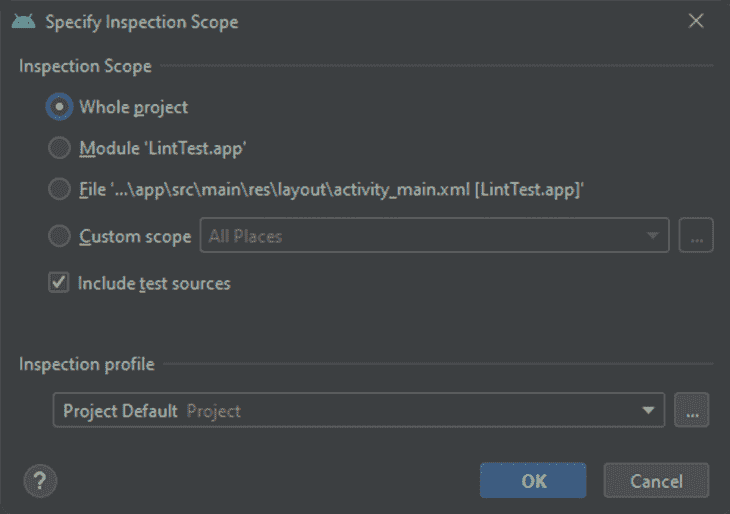 Specify Inspection Scope
Inspection Scope
Whole project
Module 'LintTest.app'
File '...\app\src\main\res\layout\activity_main.xml [LintTest.app]'
Custom scope All Places ...
Include test sources
Inspection profile
Project Default Project ...
? OK Cancel